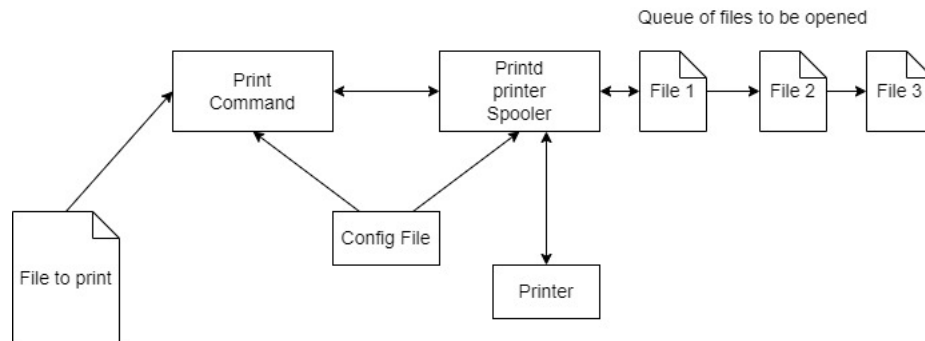 Queue of files to be opened
Print
Command
Printd
printer
Spooler
File 1
File 2
File 3
Config File
File to print
Printer